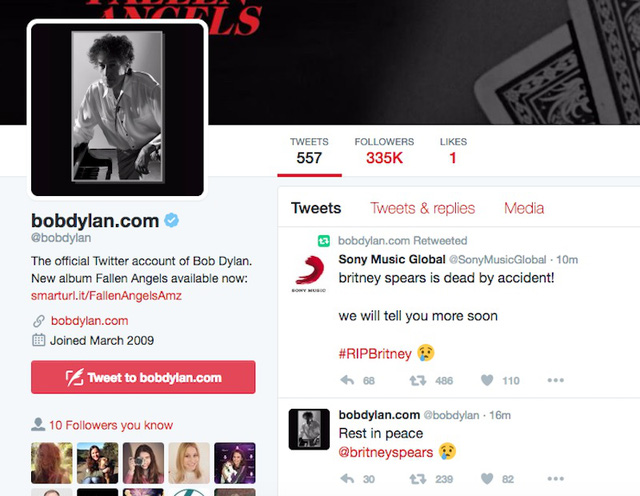 FALLEN
ANGELS
TWEETS
557
FOLLOWERS
335K
LIKES
1
bobdylan.com
@bobdylan
The official Twitter account of Bob Dylan.
New album Fallen Angels available now:
smarturl.it/FallenAngelsAmz
bobdylan.com
Joined March 2009
Tweet to bobdylan.com
10 Followers you know
Tweets Tweets & replies Media
bobdylan.com Retweeted
Sony Music Global @SonyMusicGlobal · 10m
SONY MUSIC
britney spears is dead by accident!
we will tell you more soon
#RIPBritney 😢
68 486 110
bobdylan.com @bobdylan · 16m
Rest in peace
@britneyspears 😢
30 239 82